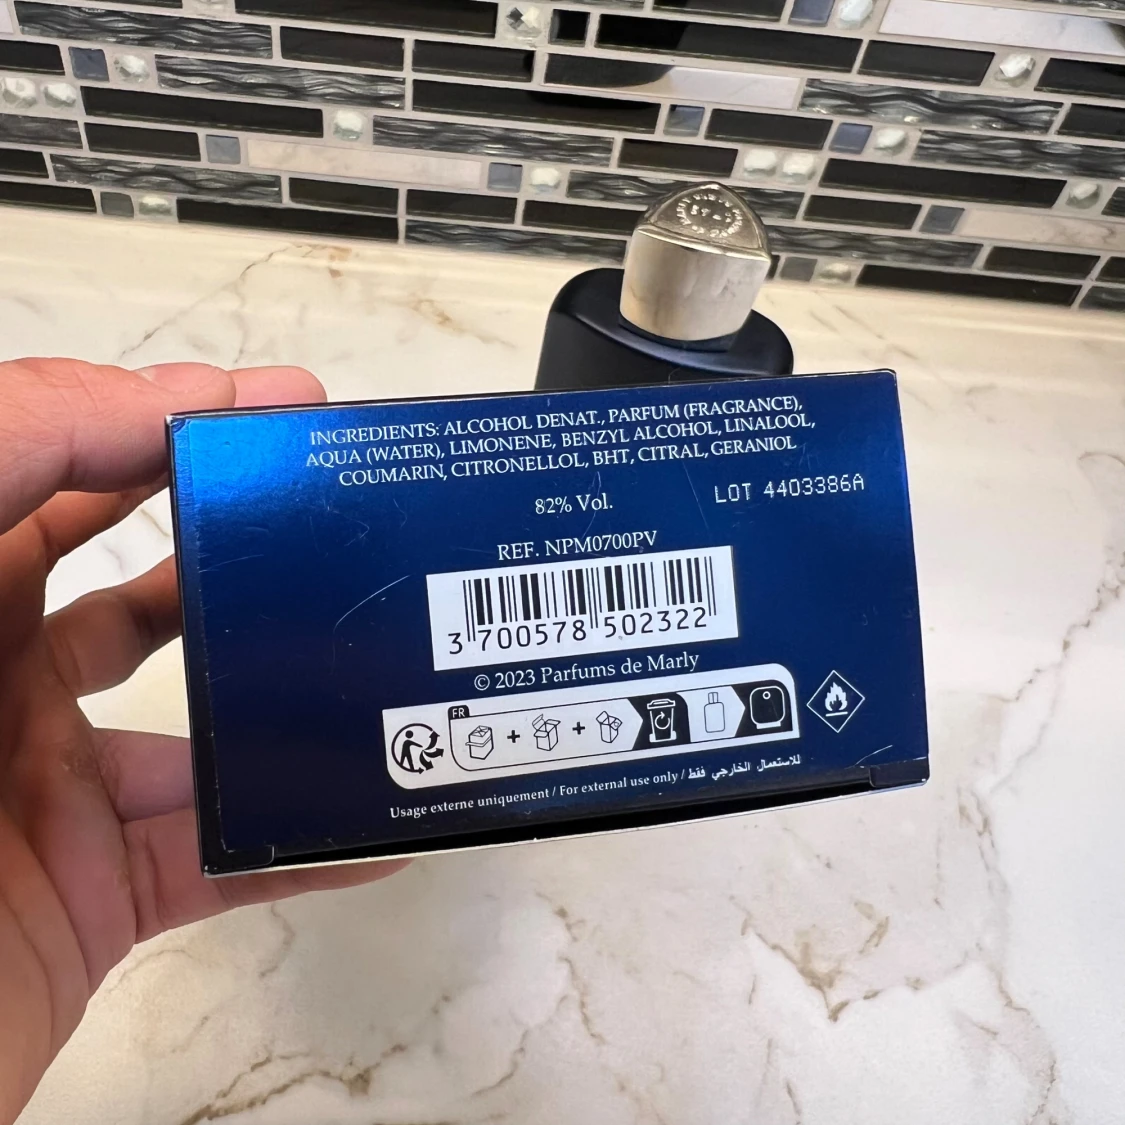 INGREDIENTS: ALCOHOL DENAT., PARFUM (FRAGRANCE),
AQUA (WATER), LIMONENE, BENZYL ALCOHOL, LINALOOL,
COUMARIN, CITRONELLOL, BHT, CITRAL, GERANIOL
82% Vol.
LOT 4403386A
REF. NPM0700PV
3 700578 502322
© 2023 Parfums de Marly
FR
+ +
Usage externe uniquement / For external use only / للاستعمال الخارجي فقط